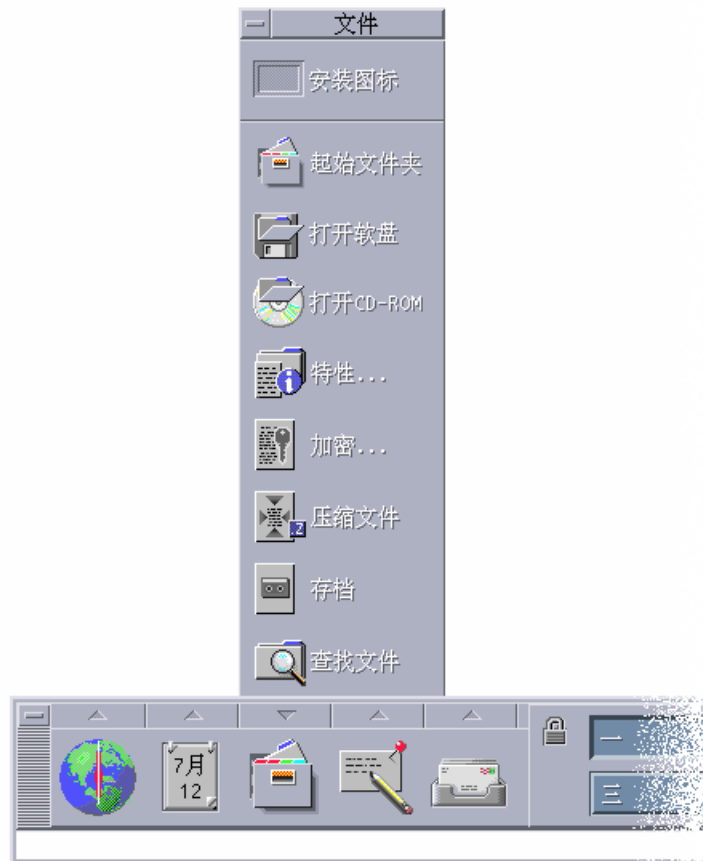 文件
安装图标
起始文件夹
打开软盘
打开CD-ROM
特性...
加密...
.Z
压缩文件
存档
查找文件
7月
12
一
三